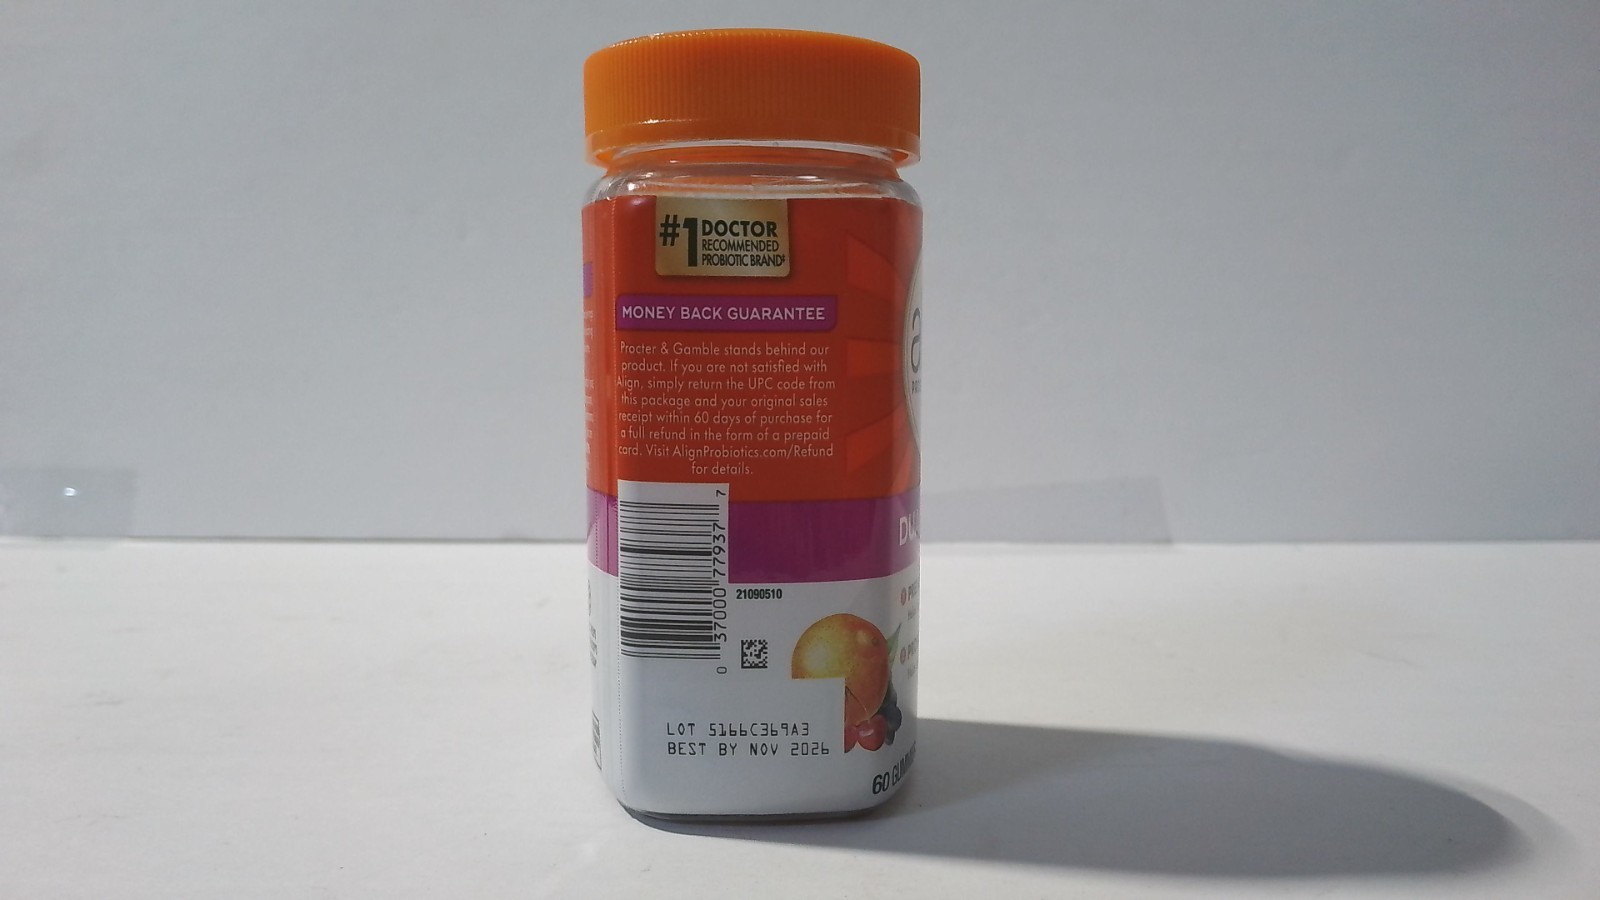 #1 DOCTOR
RECOMMENDED
PROBIOTIC BRAND‡
MONEY BACK GUARANTEE
Procter & Gamble stands behind our
product. If you are not satisfied with
Align, simply return the UPC code from
this package and your original sales
receipt within 60 days of purchase for
a full refund in the form of a prepaid
card. Visit AlignProbiotics.com/Refund
for details.
0 37000 77937 7
21090510
LOT 5166C369A3
BEST BY NOV 2026
60